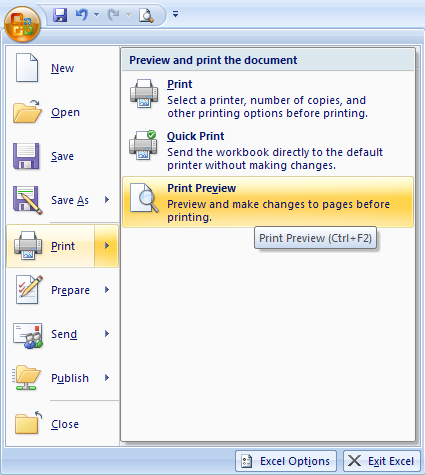 New
Open
Save
Save As
Print
Prepare
Send
Publish
Close
Preview and print the document
Print
Select a printer, number of copies, and
other printing options before printing.
Quick Print
Send the workbook directly to the default
printer without making changes.
Print Preview
Preview and make changes to pages before
printing.
Print Preview (Ctrl+F2)
Excel Options
Exit Excel